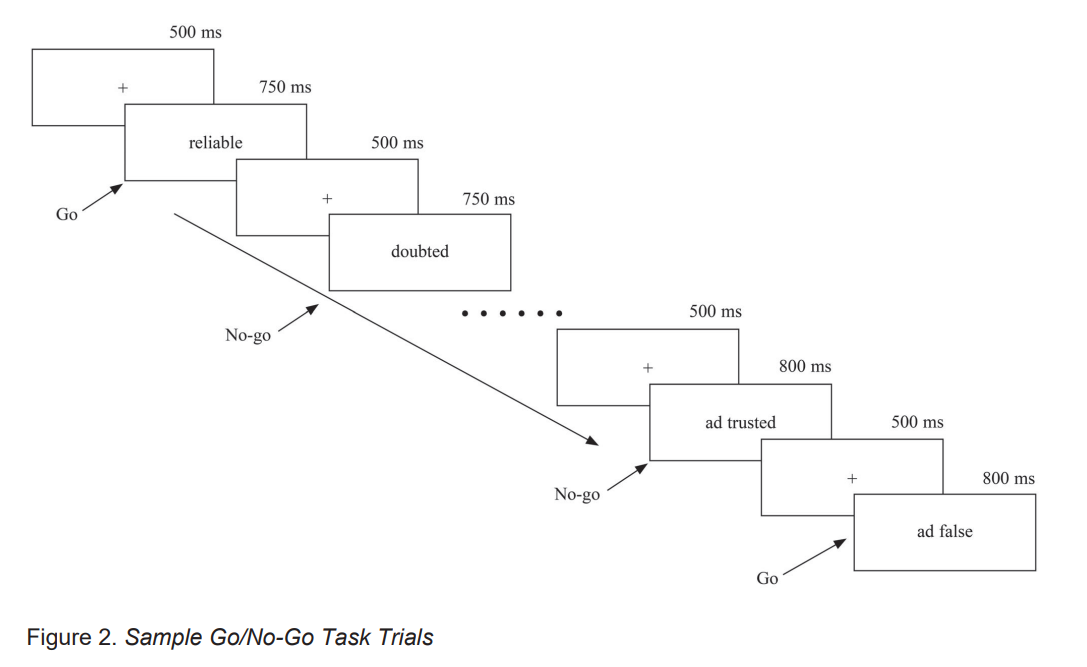 500 ms
+
750 ms
reliable
Go
500 ms
+
750 ms
doubted
No-go
......
500 ms
+
800 ms
ad trusted
No-go
500 ms
+
800 ms
ad false
Go
Figure 2. Sample Go/No-Go Task Trials